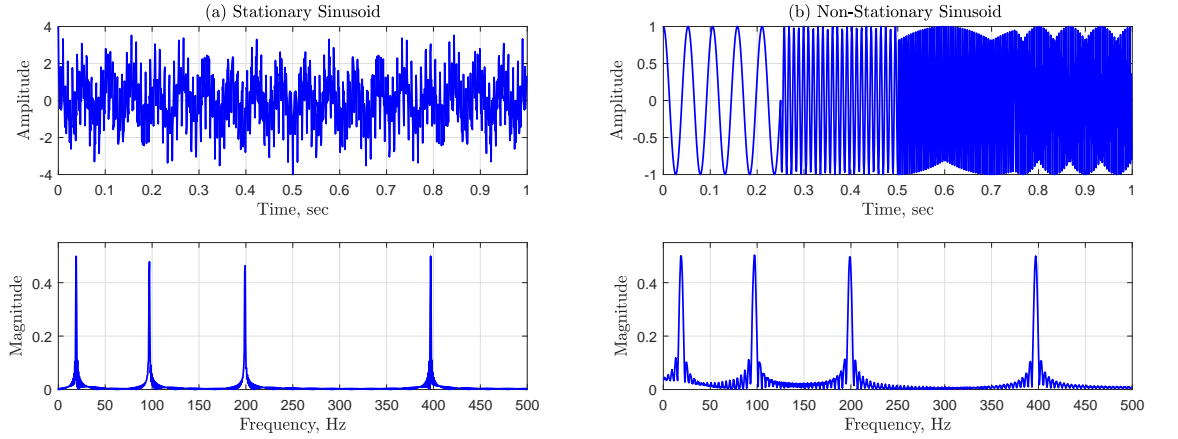 (a) Stationary Sinusoid
Amplitude
4
2
0
-2
-4
0 0.1 0.2 0.3 0.4 0.5 0.6 0.7 0.8 0.9 1
Time, sec
(b) Non-Stationary Sinusoid
Amplitude
1
0.5
0
-0.5
-1
0 0.1 0.2 0.3 0.4 0.5 0.6 0.7 0.8 0.9 1
Time, sec
Magnitude
0.4
0.2
0
0 50 100 150 200 250 300 350 400 450 500
Frequency, Hz
Magnitude
0.4
0.2
0
0 50 100 150 200 250 300 350 400 450 500
Frequency, Hz